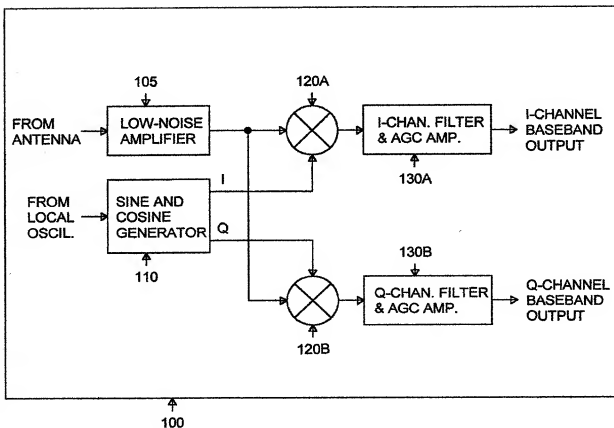 105
120A
FROM
ANTENNA
LOW-NOISE
AMPLIFIER
I-CHAN. FILTER
& AGC AMP.
I-CHANNEL
BASEBAND
OUTPUT
130A
FROM
LOCAL
OSCIL.
SINE AND
COSINE
GENERATOR
I
Q
110
130B
Q-CHAN. FILTER
& AGC AMP.
Q-CHANNEL
BASEBAND
OUTPUT
120B
100